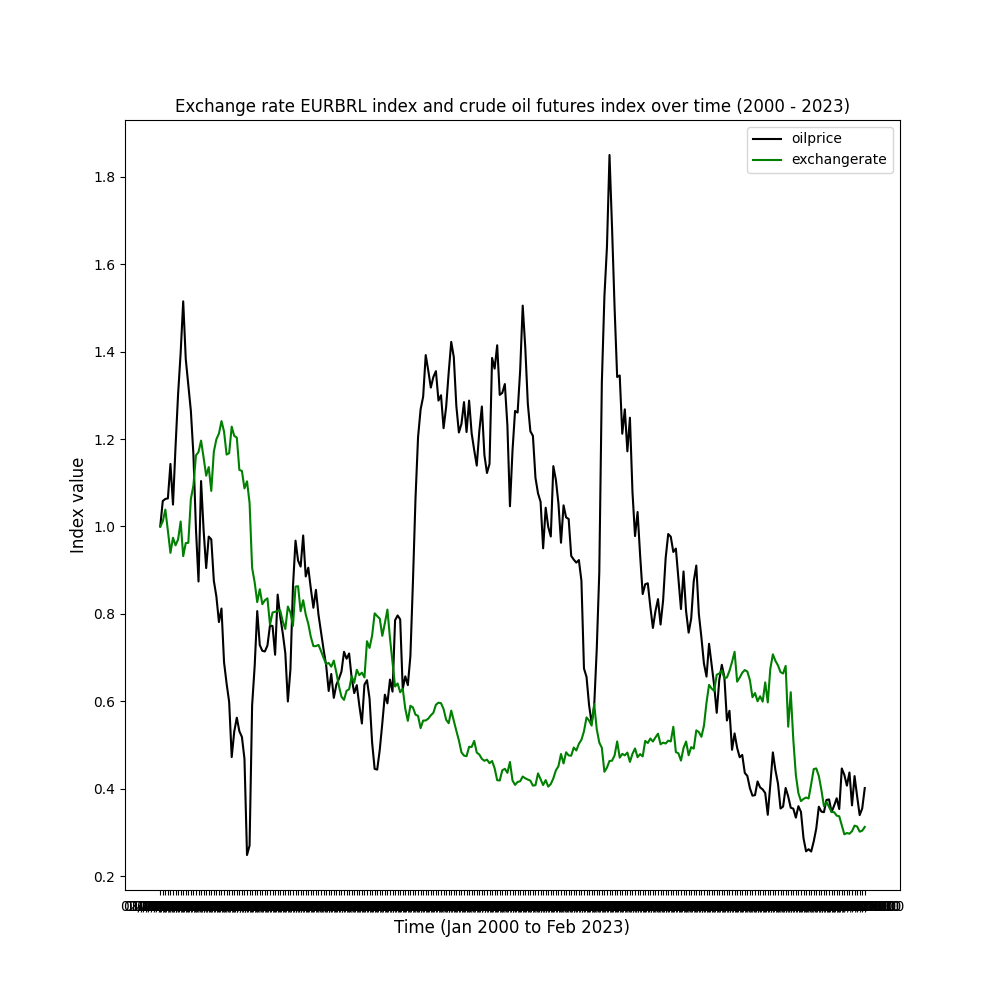 Exchange rate EURBRL index and crude oil futures index over time (2000 - 2023)
oilprice
exchangerate
1.8
1.6
1.4
1.2
1.0
0.8
0.6
0.4
0.2
Index value
Time (Jan 2000 to Feb 2023)